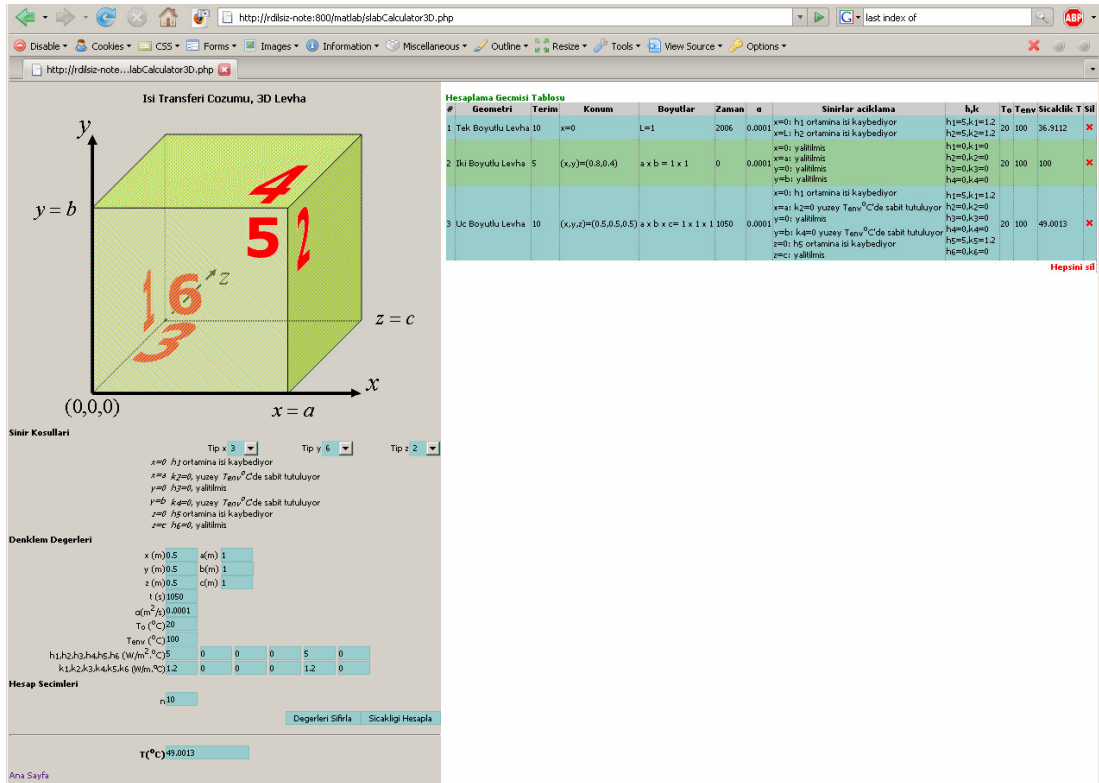 http://rdilsiz-note:800/matlab/slabCalculator3D.php
last index of
ABP
Disable Cookies CSS Forms Images Information Miscellaneous Outline Resize Tools View Source Options
http://rdilsiz-note...labCalculator3D.php
Isi Transferi Cozumu, 3D Levha
y
y = b
4
5
2
1
6
3
z
z = c
x
(0,0,0)
x = a
Sinir Kosullari
Tip x 3 Tip y 6 Tip z 2
x=0 h1 ortamina isi kaybediyor
x=a k2=0, yuzey Tenv°C'de sabit tutuluyor
y=0 h3=0, yalitilmis
y=b k4=0, yuzey Tenv°C'de sabit tutuluyor
z=0 h5 ortamina isi kaybediyor
z=c h6=0, yalitilmis
Denklem Degerleri
x (m) 0.5 a(m) 1
y (m) 0.5 b(m) 1
z (m) 0.5 c(m) 1
t (s) 1050
α(m²/s) 0.0001
To (°C) 20
Tenv (°C) 100
h1,h2,h3,h4,h5,h6 (W/m².°C) 5 0 0 0 5 0
k1,k2,k3,k4,k5,k6 (W/m.°C) 1.2 0 0 0 1.2 0
Hesap Secimleri
n 10
Degerleri Sifirla Sicakligi Hesapla
T(°C) 49.0013
Ana Sayfa
Hesaplama Gecmisi Tablosu
# Geometri Terim Konum Boyutlar Zaman α Sinirlar aciklama h,k To Tenv Sicaklik T Sil
1 Tek Boyutlu Levha 10 x=0 L=1 2006 0.0001 x=0: h1 ortamina isi kaybediyor h1=5,k1=1.2 20 100 36.9112
x=L: h2 ortamina isi kaybediyor h2=5,k2=1.2
2 Iki Boyutlu Levha 5 (x,y)=(0.8,0.4) a x b = 1 x 1 0 0.0001 x=0: yalitilmis h1=0,k1=0 20 100 100
x=a: yalitilmis h2=0,k2=0
y=0: yalitilmis h3=0,k3=0
y=b: yalitilmis h4=0,k4=0
3 Uc Boyutlu Levha 10 (x,y,z)=(0.5,0.5,0.5) a x b x c= 1 x 1 x 1 1050 0.0001 x=0: h1 ortamina isi kaybediyor h1=5,k1=1.2 20 100 49.0013
x=a: k2=0 yuzey Tenv°C'de sabit tutuluyor h2=0,k2=0
y=0: yalitilmis h3=0,k3=0
y=b: k4=0 yuzey Tenv°C'de sabit tutuluyor h4=0,k4=0
z=0: h5 ortamina isi kaybediyor h5=5,k5=1.2
z=c: yalitilmis h6=0,k6=0
Hepsini sil